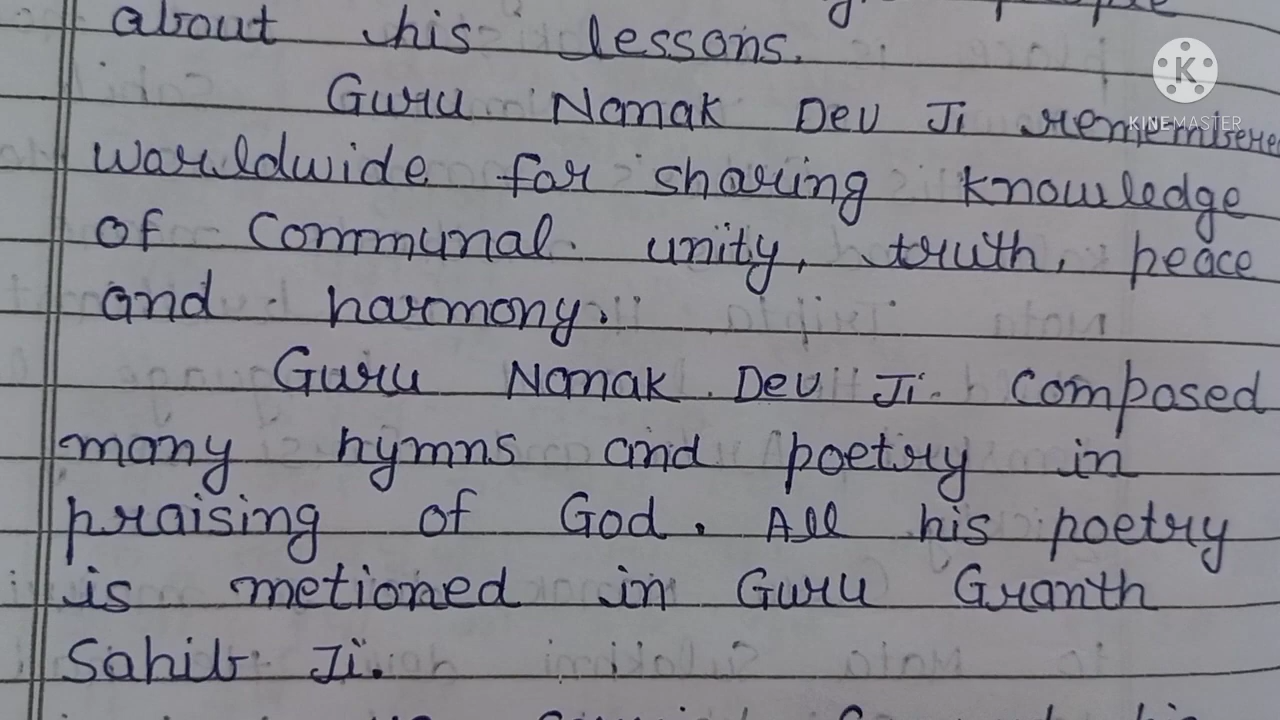 about his lessons.
Guru Nanak Dev Ji remembere
worldwide for sharing knowledge
of Communal unity, truth, peace
and harmony.
Guru Nanak Dev Ji Composed
many hymns and poetry in
praising of God. All his poetry
is metioned in Guru Granth
Sahib Ji.
K
KINEMASTER